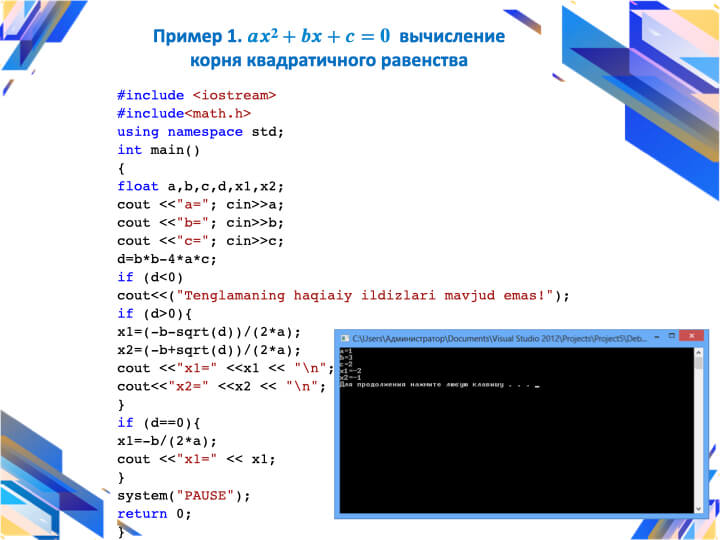 Пример 1. ax² + bx + c = 0 вычисление
корня квадратичного равенства
#include <iostream>
#include<math.h>
using namespace std;
int main()
{
float a,b,c,d,x1,x2;
cout <<"a="; cin>>a;
cout <<"b="; cin>>b;
cout <<"c="; cin>>c;
d=b*b-4*a*c;
if (d<0)
cout<<("Tenglamaning haqiaiy ildizlari mavjud emas!");
if (d>0){
x1=(-b-sqrt(d))/(2*a);
x2=(-b+sqrt(d))/(2*a);
cout <<"x1=" <<x1 << "\n";
cout<<"x2=" <<x2 << "\n";
}
if (d==0){
x1=-b/(2*a);
cout <<"x1=" << x1;
}
system("PAUSE");
return 0;
}
C:\Users\Администратор\Documents\Visual Studio 2012\Projects\Project5\Deb...
a=1
b=3
c=2
x1=-2
x2=-1
Для продолжения нажмите любую клавишу . . .